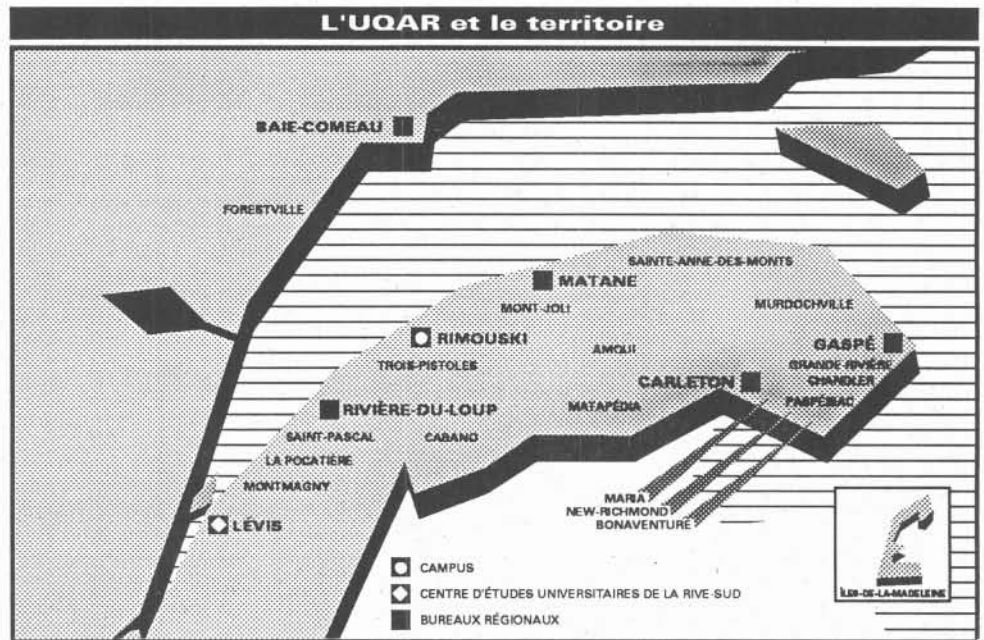 L'UQAR et le territoire
BAIE-COMEAU
FORESTVILLE
SAINTE-ANNE-DES-MONTS
MATANE
MONT-JOLI
MURDOCHVILLE
RIMOUSKI
GASPÉ
AMQUI
TROIS-PISTOLES
GRANDE-RIVIÈRE
CARLETON
CHANDLER
PASPÉBIAC
MATAPÉDIA
RIVIÈRE-DU-LOUP
SAINT-PASCAL
CABANO
LA POCATIÈRE
MONTMAGNY
MARIA
NEW-RICHMOND
BONAVENTURE
LÉVIS
CAMPUS
CENTRE D'ÉTUDES UNIVERSITAIRES DE LA RIVE-SUD
BUREAUX RÉGIONAUX
ÎLES-DE-LA-MADELEINE